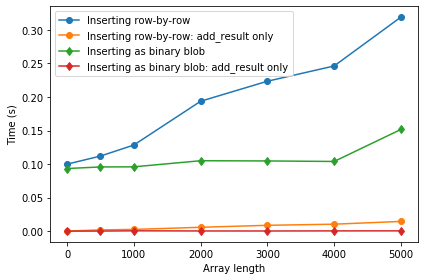 Inserting row-by-row
Inserting row-by-row: add_result only
Inserting as binary blob
Inserting as binary blob: add_result only
Time (s)
0.30
0.25
0.20
0.15
0.10
0.05
0.00
0 1000 2000 3000 4000 5000
Array length